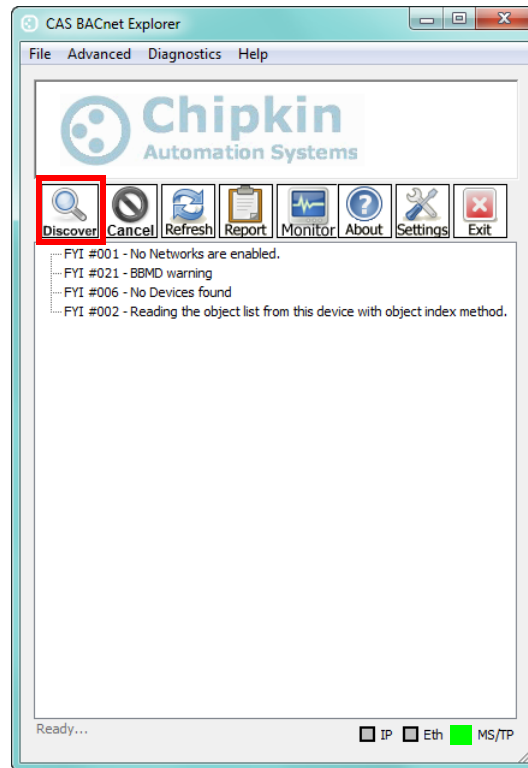 CAS BACnet Explorer
File Advanced Diagnostics Help
Chipkin
Automation Systems
Discover Cancel Refresh Report Monitor About Settings Exit
FYI #001 - No Networks are enabled.
FYI #021 - BBMD warning
FYI #006 - No Devices found
FYI #002 - Reading the object list from this device with object index method.
Ready... IP Eth MS/TP